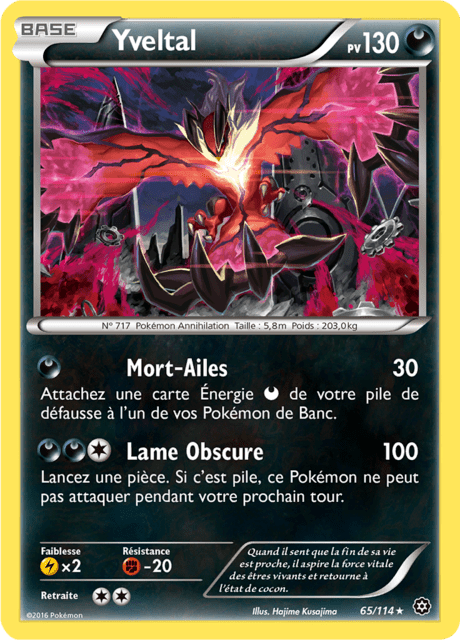 BASE
Yveltal
PV 130
N° 717 Pokémon Annihilation Taille : 5,8m Poids : 203,0kg
Mort-Ailes 30
Attachez une carte Énergie de votre pile de
défausse à l'un de vos Pokémon de Banc.
Lame Obscure 100
Lancez une pièce. Si c'est pile, ce Pokémon ne peut
pas attaquer pendant votre prochain tour.
Faiblesse
×2
Résistance
-20
Retraite
Quand il sent que la fin de sa vie
est proche, il aspire la force vitale
des êtres vivants et retourne à
l'état de cocon.
©2016 Pokémon
Illus. Hajime Kusajima
65/114 ★